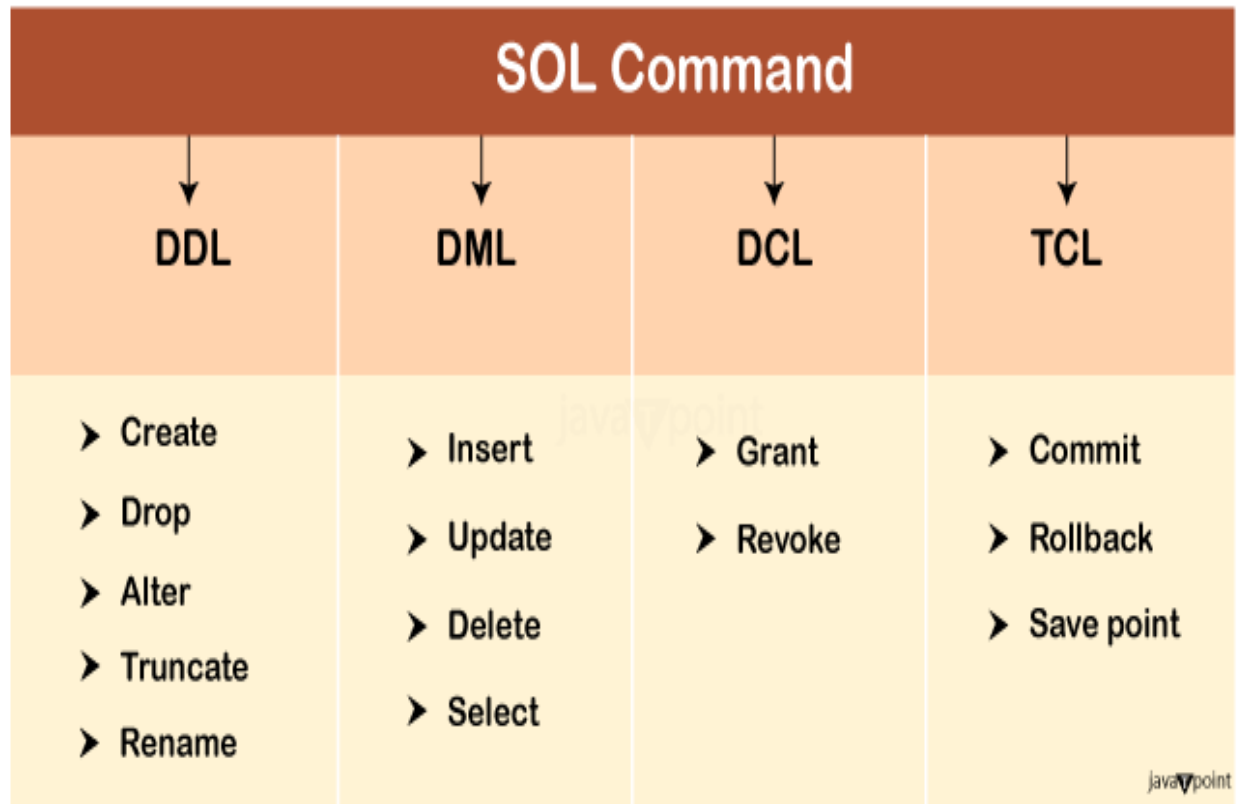 SOL Command
DDL
DML
DCL
TCL
Create
Drop
Alter
Truncate
Rename
Insert
Update
Delete
Select
Grant
Revoke
Commit
Rollback
Save point
javaTpoint
javaTpoint